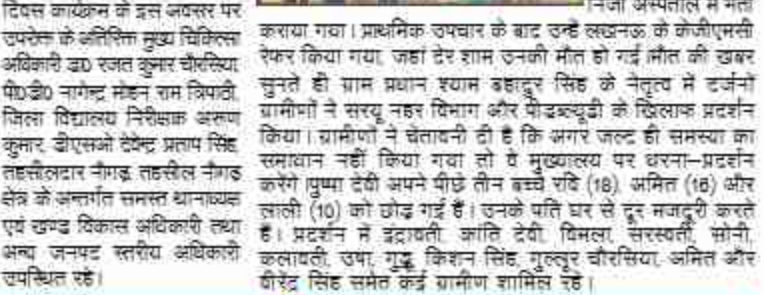 दिवस कार्यक्रम के इस अवसर पर
उपरोक्त के अतिरिक्त मुख्य चिकित्सा
अधिकारी डा0 रजत कुमार चौरसिया,
पी0डी0 नागेन्द्र मोहन राम त्रिपाठी,
जिला विद्यालय निरीक्षक अरूण
कुमार, डीएसओ देवेन्द्र प्रताप सिंह,
तहसीलदार नौगढ़, तहसील नौगढ़
क्षेत्र के अन्तर्गत समस्त थानाध्यक्ष
एवं खण्ड विकास अधिकारी तथा
अन्य जनपद स्तरीय अधिकारी
उपस्थित रहे।
निजी अस्पताल में भर्ती
कराया गया। प्राथमिक उपचार के बाद उन्हें लखनऊ के केजीएमसी
रेफर किया गया, जहां देर शाम उनकी मौत हो गई।मौत की खबर
सुनते ही ग्राम प्रधान श्याम बहादुर सिंह के नेतृत्व में दर्जनों
ग्रामीणों ने सरयू नहर विभाग और पीडब्ल्यूडी के खिलाफ प्रदर्शन
किया। ग्रामीणों ने चेतावनी दी है कि अगर जल्द ही समस्या का
समाधान नहीं किया गया तो वे मुख्यालय पर धरना–प्रदर्शन
करेंगे।पुष्पा देवी अपने पीछे तीन बच्चे रवि (18), अमित (16) और
लाली (10) को छोड़ गई हैं। उनके पति घर से दूर मजदूरी करते
हैं। प्रदर्शन में इंद्रावती, कांति देवी, विमला, सरस्वती, सोनी,
कलावती, उषा, गुड्डू, किशन सिंह, गुल्लूर चौरसिया, अमित और
वीरेंद्र सिंह समेत कई ग्रामीण शामिल रहे।